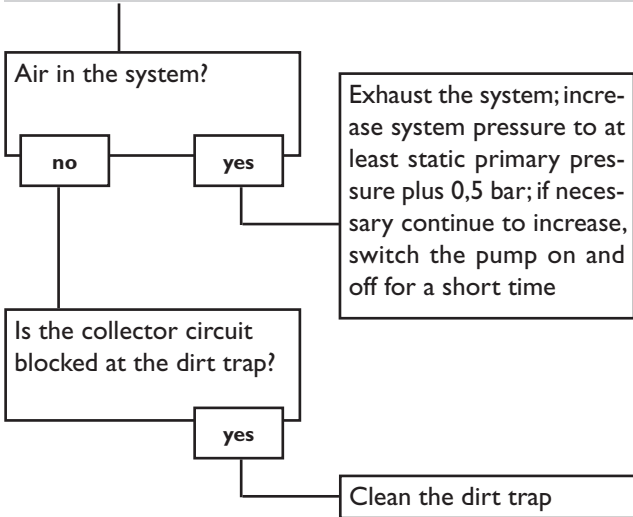 Air in the system?
no
yes
Exhaust the system; incre-
ase system pressure to at
least static primary pres-
sure plus 0,5 bar; if neces-
sary continue to increase,
switch the pump on and
off for a short time
Is the collector circuit
blocked at the dirt trap?
yes
Clean the dirt trap